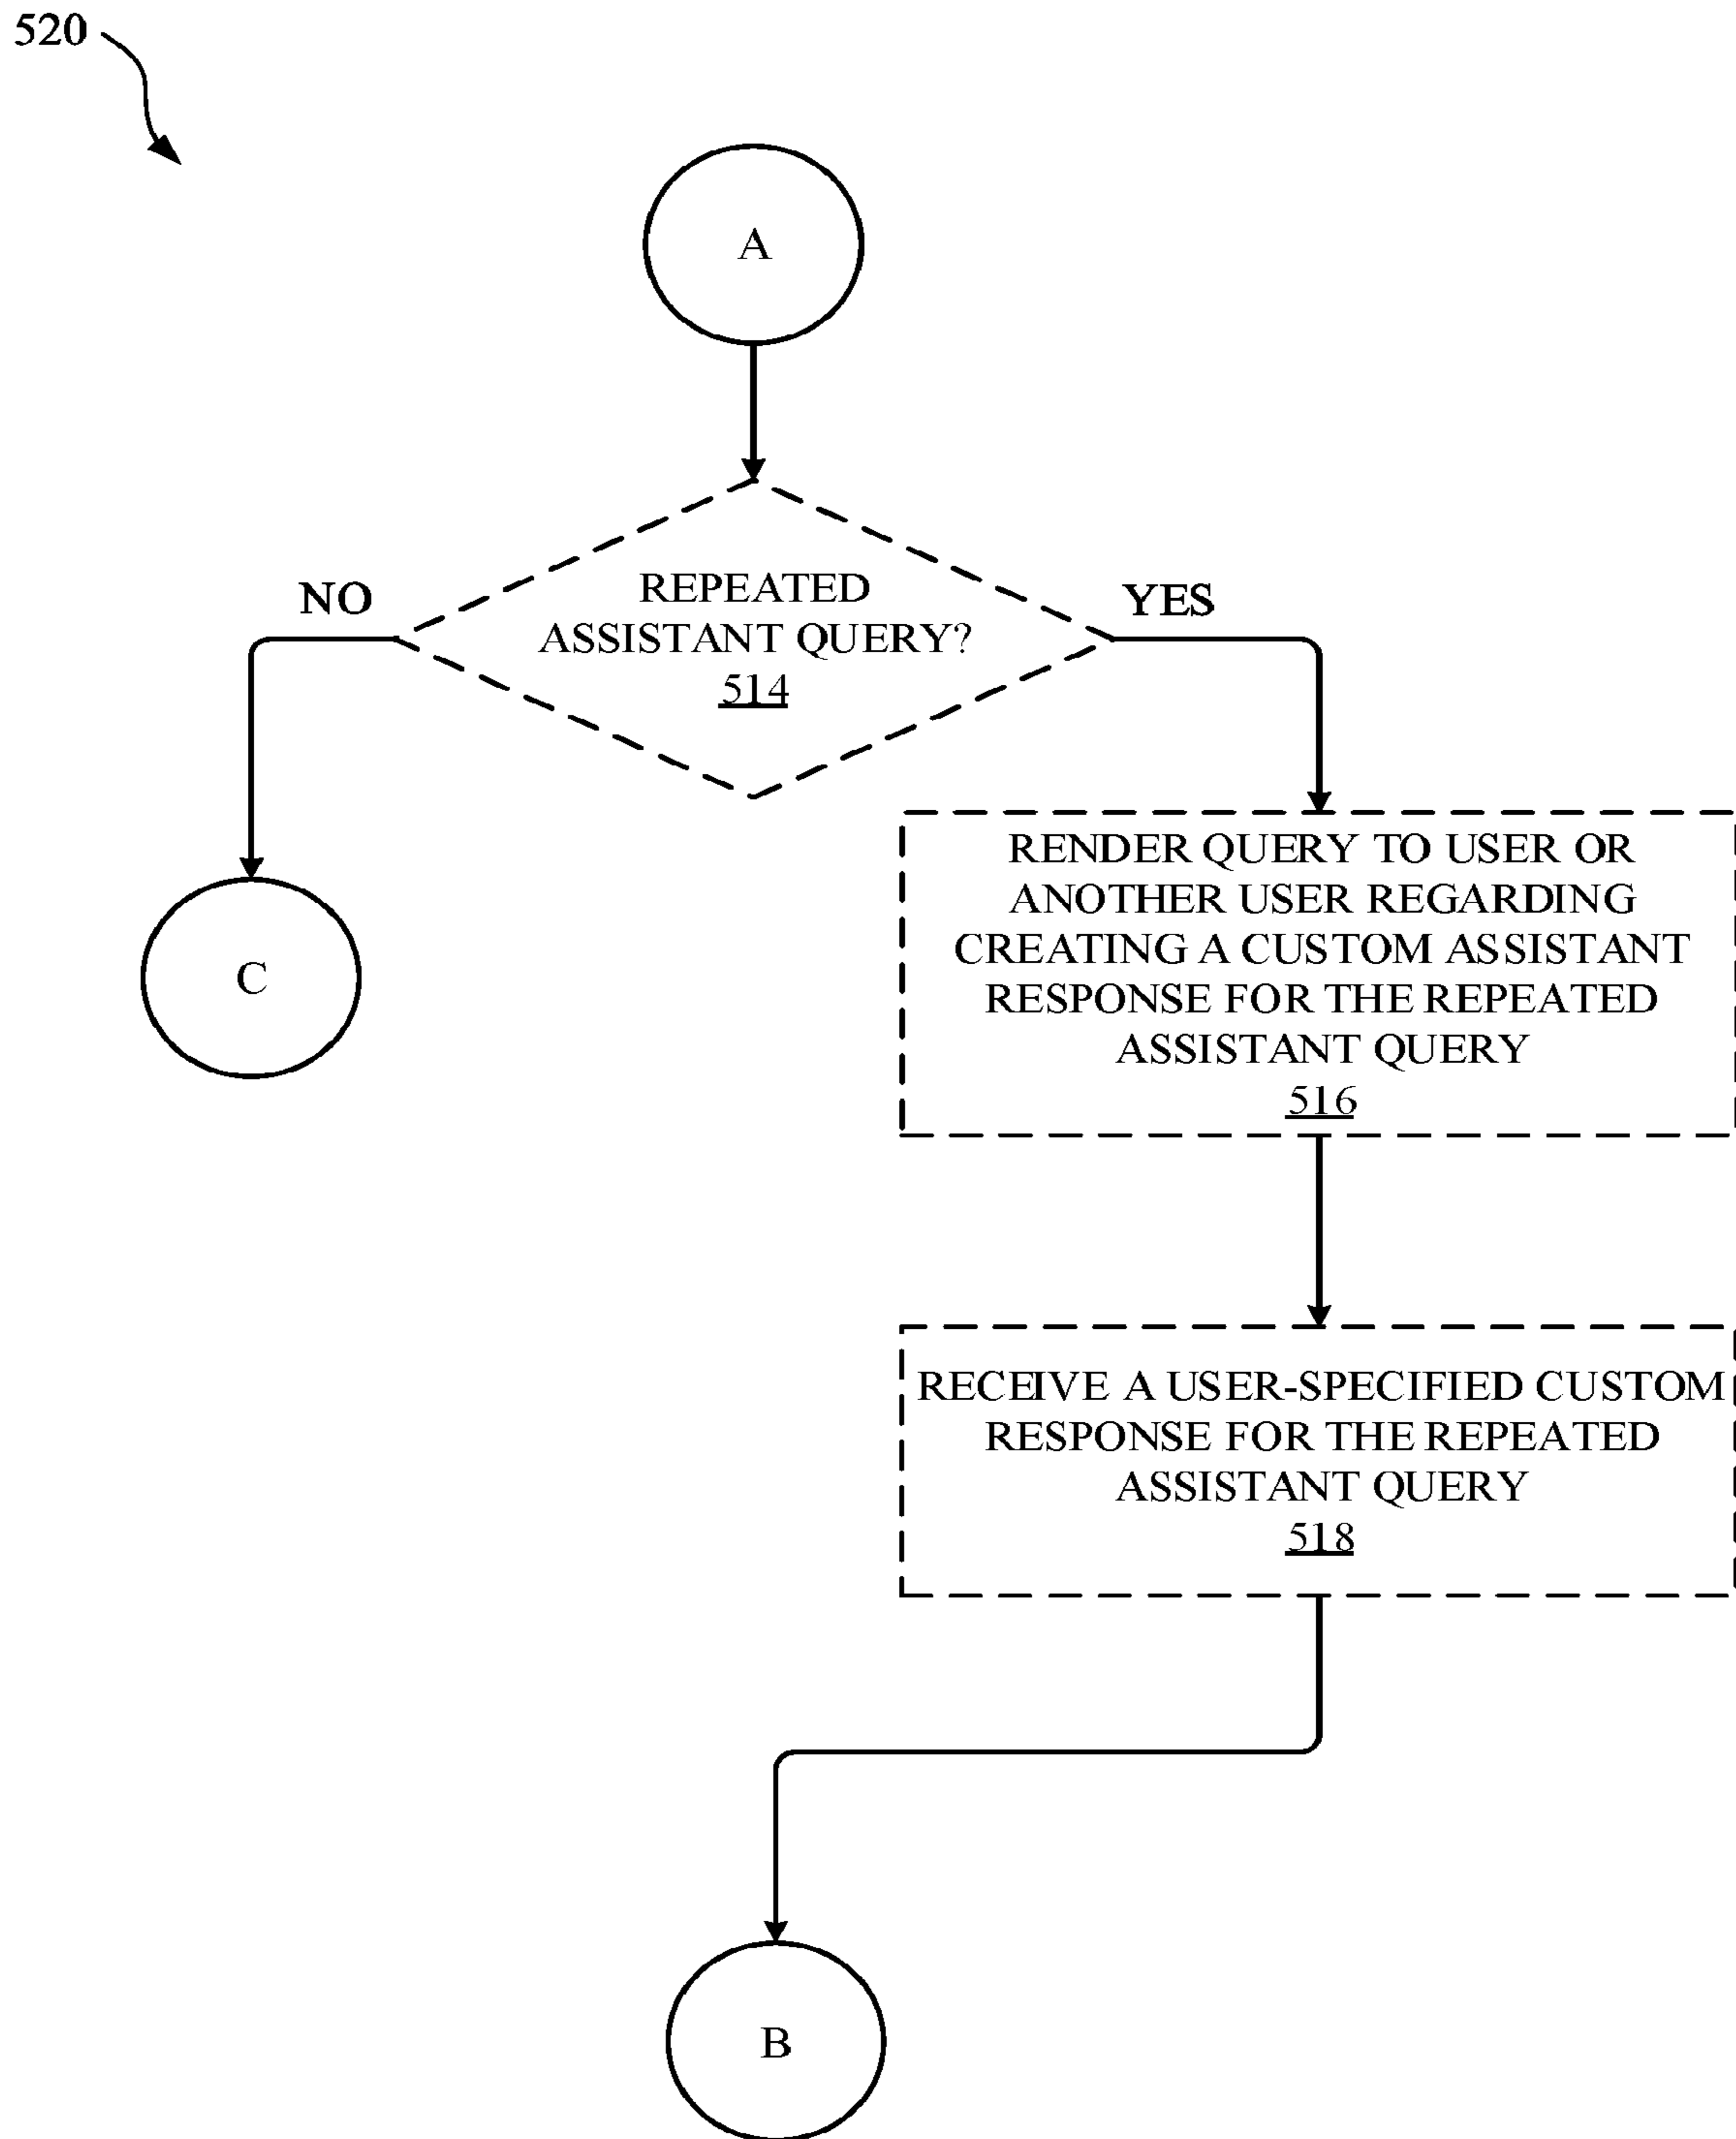 520
A
NO
REPEATED
ASSISTANT QUERY?
514
YES
C
RENDER QUERY TO USER OR
ANOTHER USER REGARDING
CREATING A CUSTOM ASSISTANT
RESPONSE FOR THE REPEATED
ASSISTANT QUERY
516
RECEIVE A USER-SPECIFIED CUSTOM
RESPONSE FOR THE REPEATED
ASSISTANT QUERY
518
B